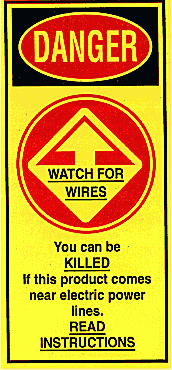 DANGER
WATCH FOR
WIRES
You can be
KILLED
If this product comes
near electric power
lines.
READ
INSTRUCTIONS